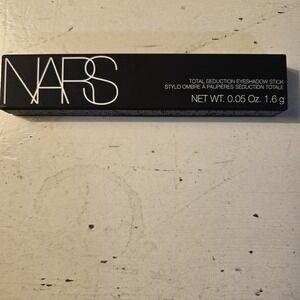 NARS
TOTAL SEDUCTION EYESHADOW STICK
STYLO OMBRE À PAUPIÈRES SÉDUCTION TOTALE
NET WT. 0.05 Oz. 1.6 g